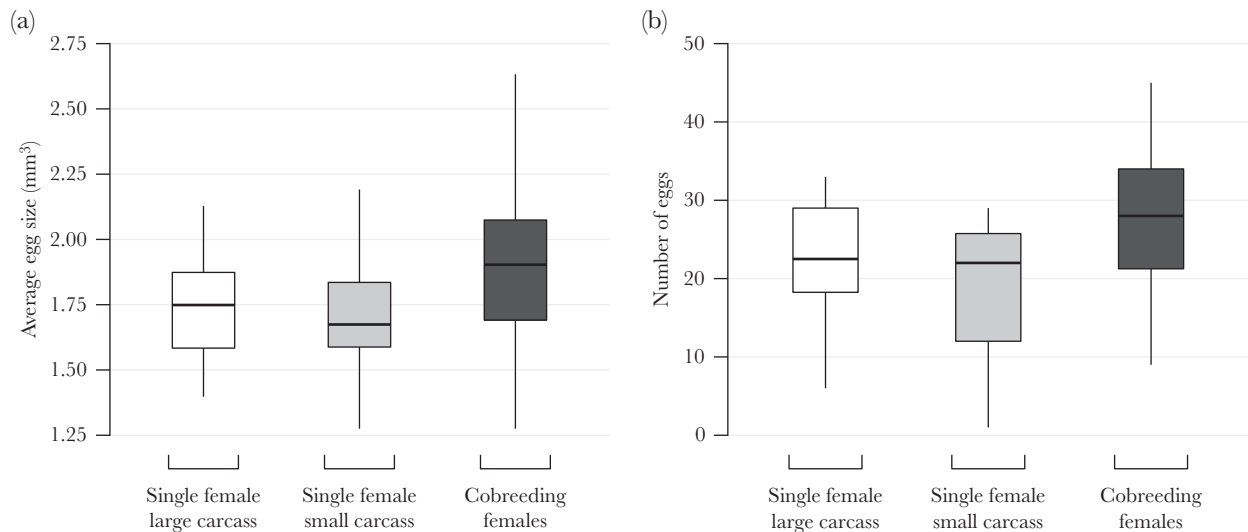 (a)
2.75
2.50
2.25
2.00
1.75
1.50
1.25
Average egg size (mm³)
Single female
large carcass
Single female
small carcass
Cobreeding
females
(b)
50
40
30
20
10
0
Number of eggs
Single female
large carcass
Single female
small carcass
Cobreeding
females